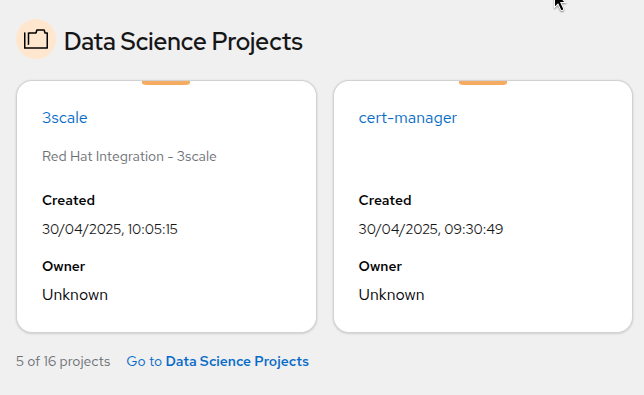 Data Science Projects
3scale
Red Hat Integration - 3scale
Created
30/04/2025, 10:05:15
Owner
Unknown
cert-manager
Created
30/04/2025, 09:30:49
Owner
Unknown
5 of 16 projects Go to Data Science Projects